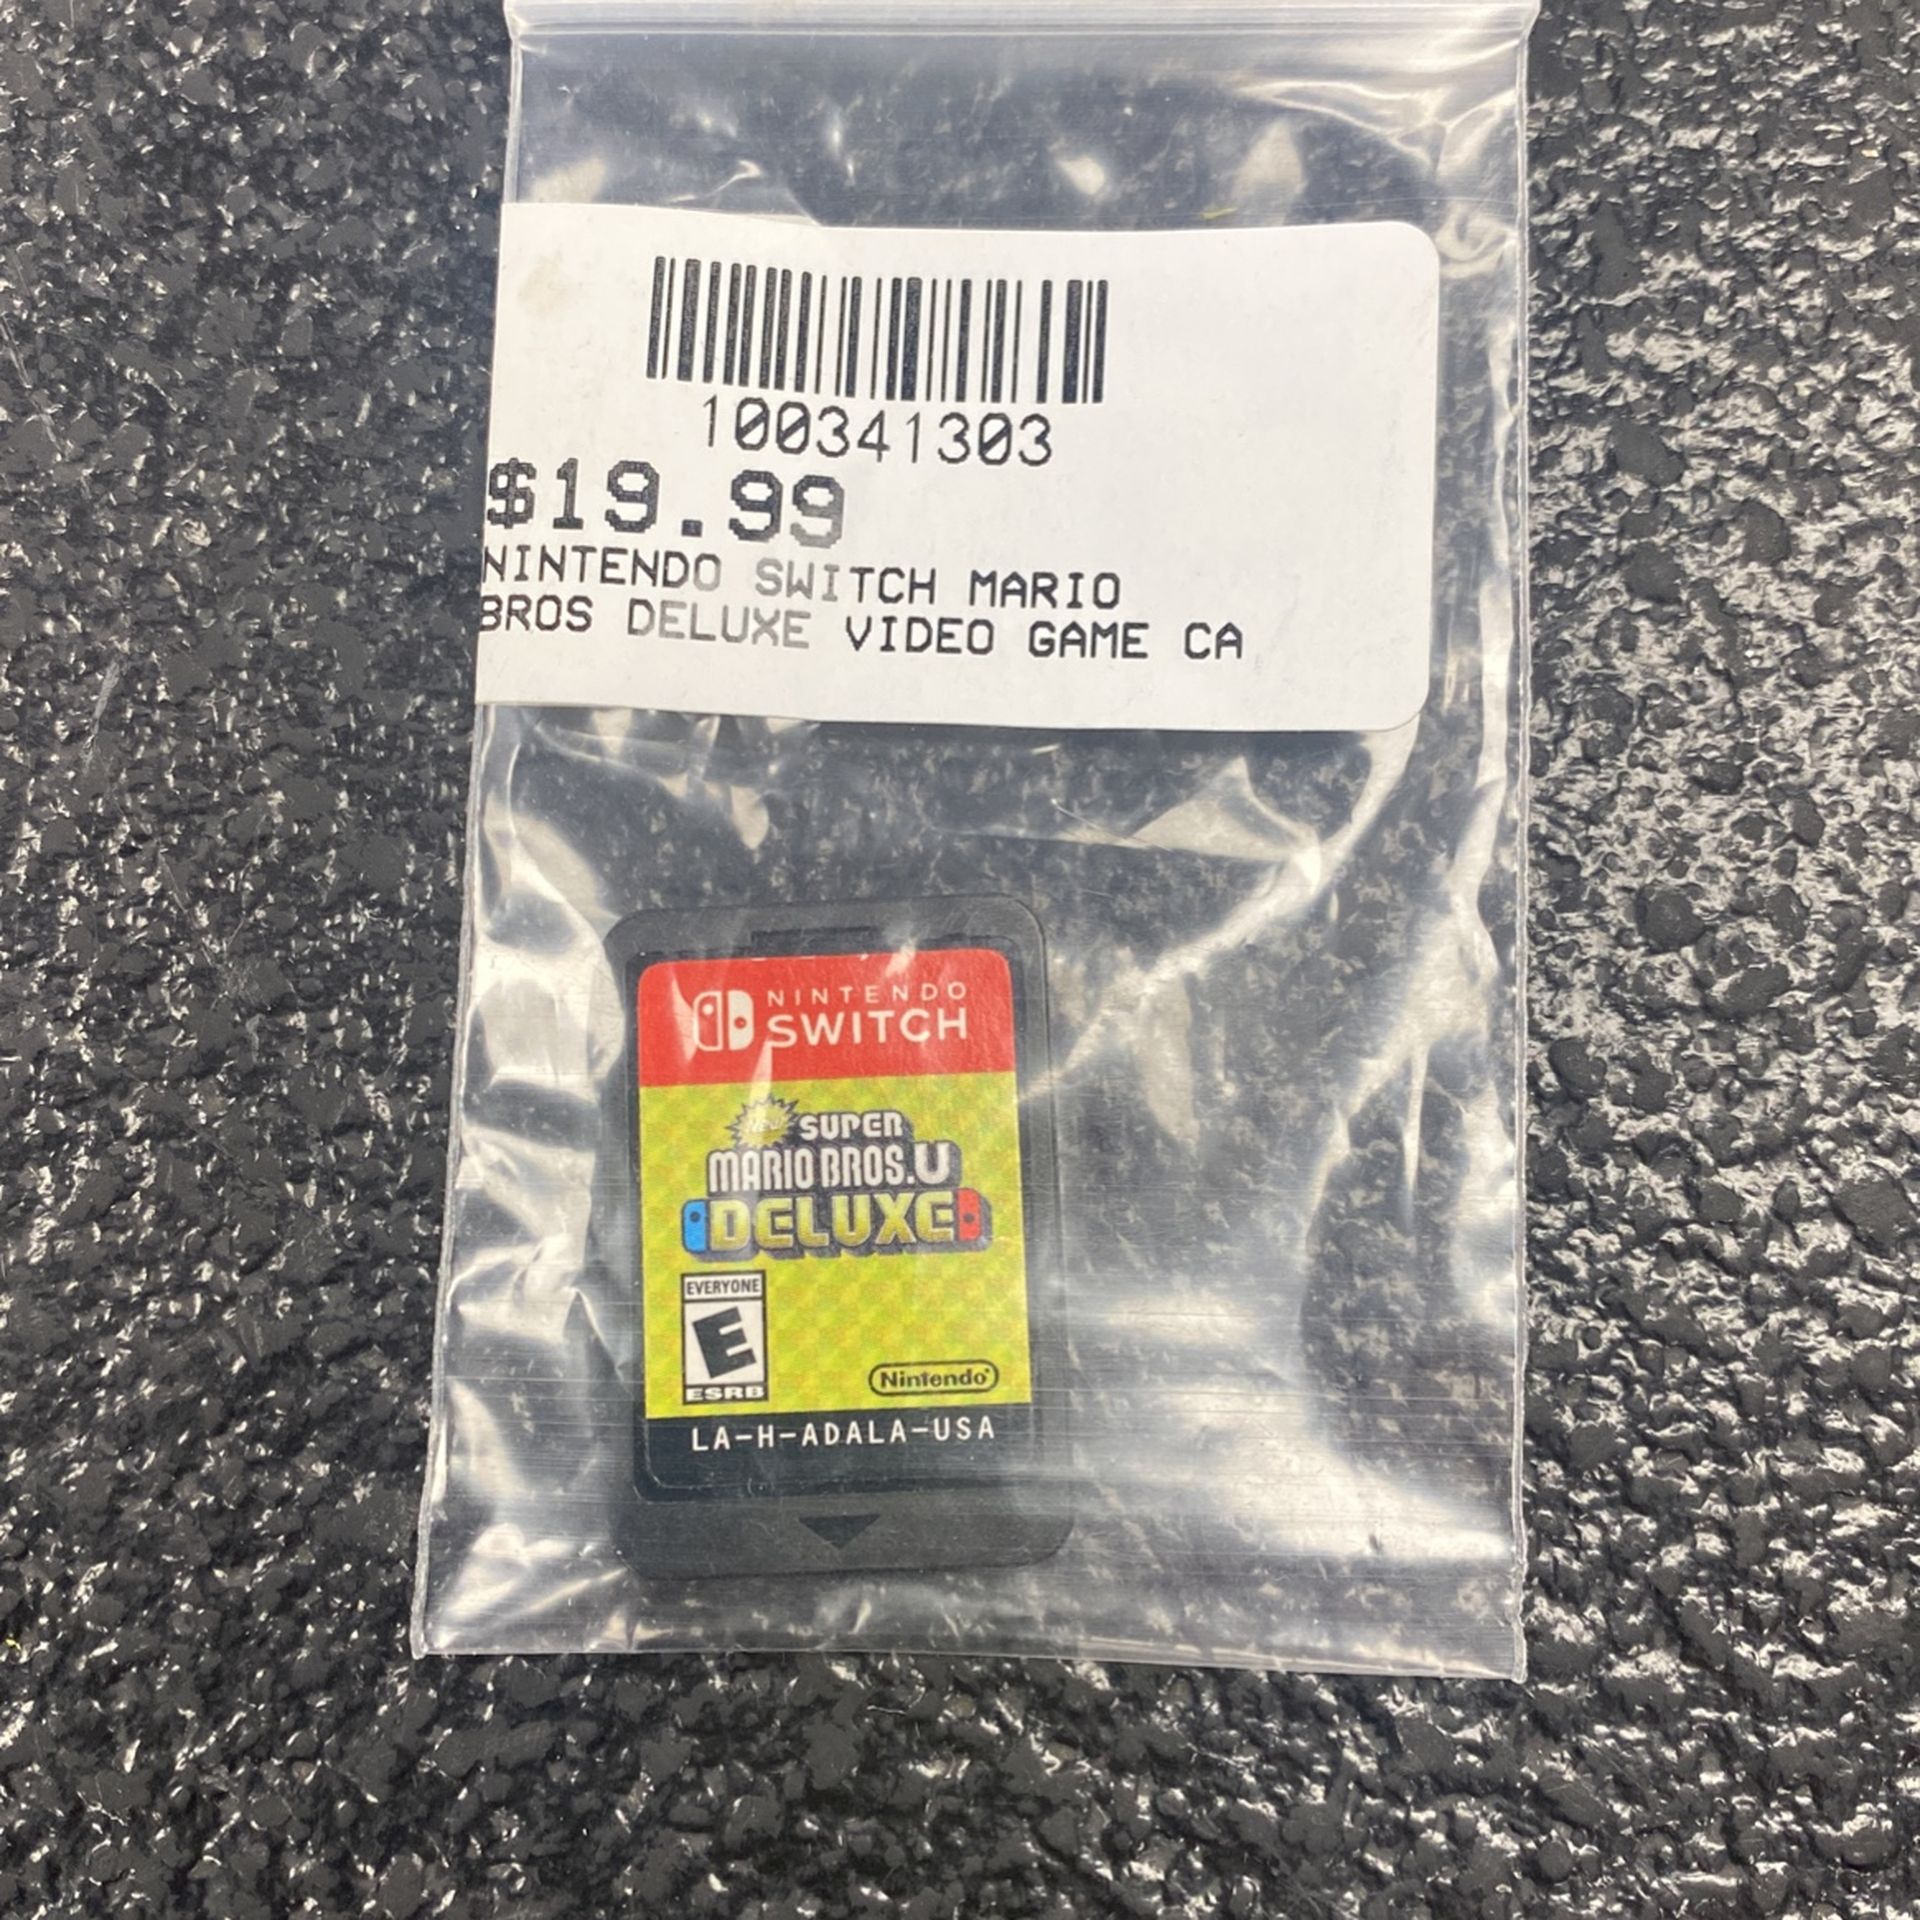 100341303
$19.99
NINTENDO SWITCH MARIO
BROS DELUXE VIDEO GAME CA
NINTENDO
SWITCH
New SUPER
MARIO BROS.U
DELUXE
EVERYONE
E
ESRB
Nintendo
LA-H-ADALA-USA